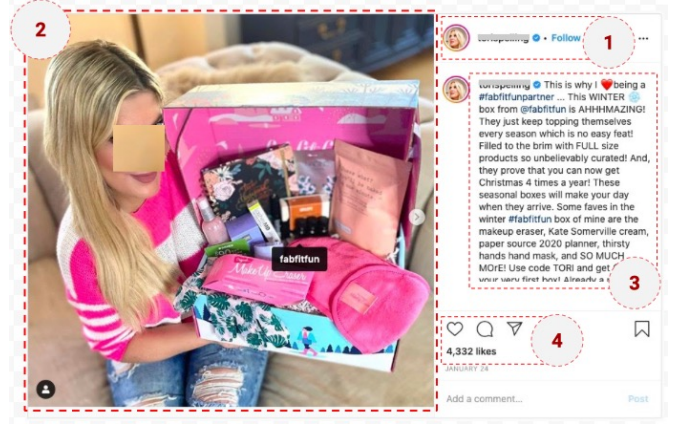 2
MakeUp Eraser
fabfitfun
• Follow
1
...
This is why I ❤️being a
#fabfitfunpartner ... This WINTER ❄️
box from @fabfitfun is AHHHMAZING!
They just keep topping themselves
every season which is no easy feat!
Filled to the brim with FULL size
products so unbelievably curated! And,
they prove that you can now get
Christmas 4 times a year! These
seasonal boxes will make your day
when they arrive. Some faves in the
winter #fabfitfun box of mine are the
makeup eraser, Kate Somerville cream,
paper source 2020 planner, thirsty
hands hand mask, and SO MUCH
MOrE! Use code TORI and get
your very first box! Already a
3
4
4,332 likes
JANUARY 24
Add a comment...
Post